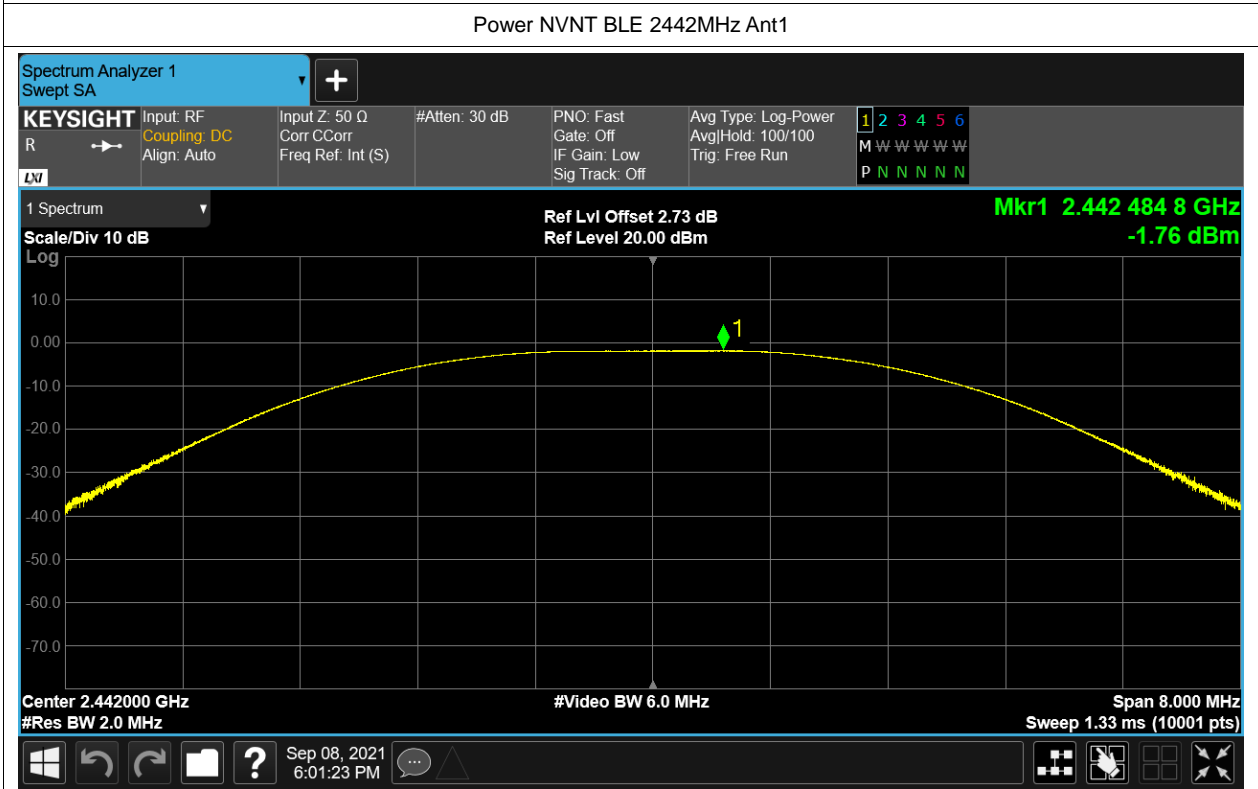 Power NVNT BLE 2442MHz Ant1
Spectrum Analyzer 1
Swept SA
KEYSIGHT
R
LXI
Input: RF
Coupling: DC
Align: Auto
Input Z: 50 Ω
Corr CCorr
Freq Ref: Int (S)
#Atten: 30 dB
PNO: Fast
Gate: Off
IF Gain: Low
Sig Track: Off
Avg Type: Log-Power
Avg|Hold: 100/100
Trig: Free Run
1 2 3 4 5 6
M W W W W W
P N N N N N
1 Spectrum
Scale/Div 10 dB
Log
Ref Lvl Offset 2.73 dB
Ref Level 20.00 dBm
Mkr1 2.442 484 8 GHz
-1.76 dBm
1
10.0
0.00
-10.0
-20.0
-30.0
-40.0
-50.0
-60.0
-70.0
Center 2.442000 GHz
#Res BW 2.0 MHz
#Video BW 6.0 MHz
Span 8.000 MHz
Sweep 1.33 ms (10001 pts)
?
Sep 08, 2021
6:01:23 PM